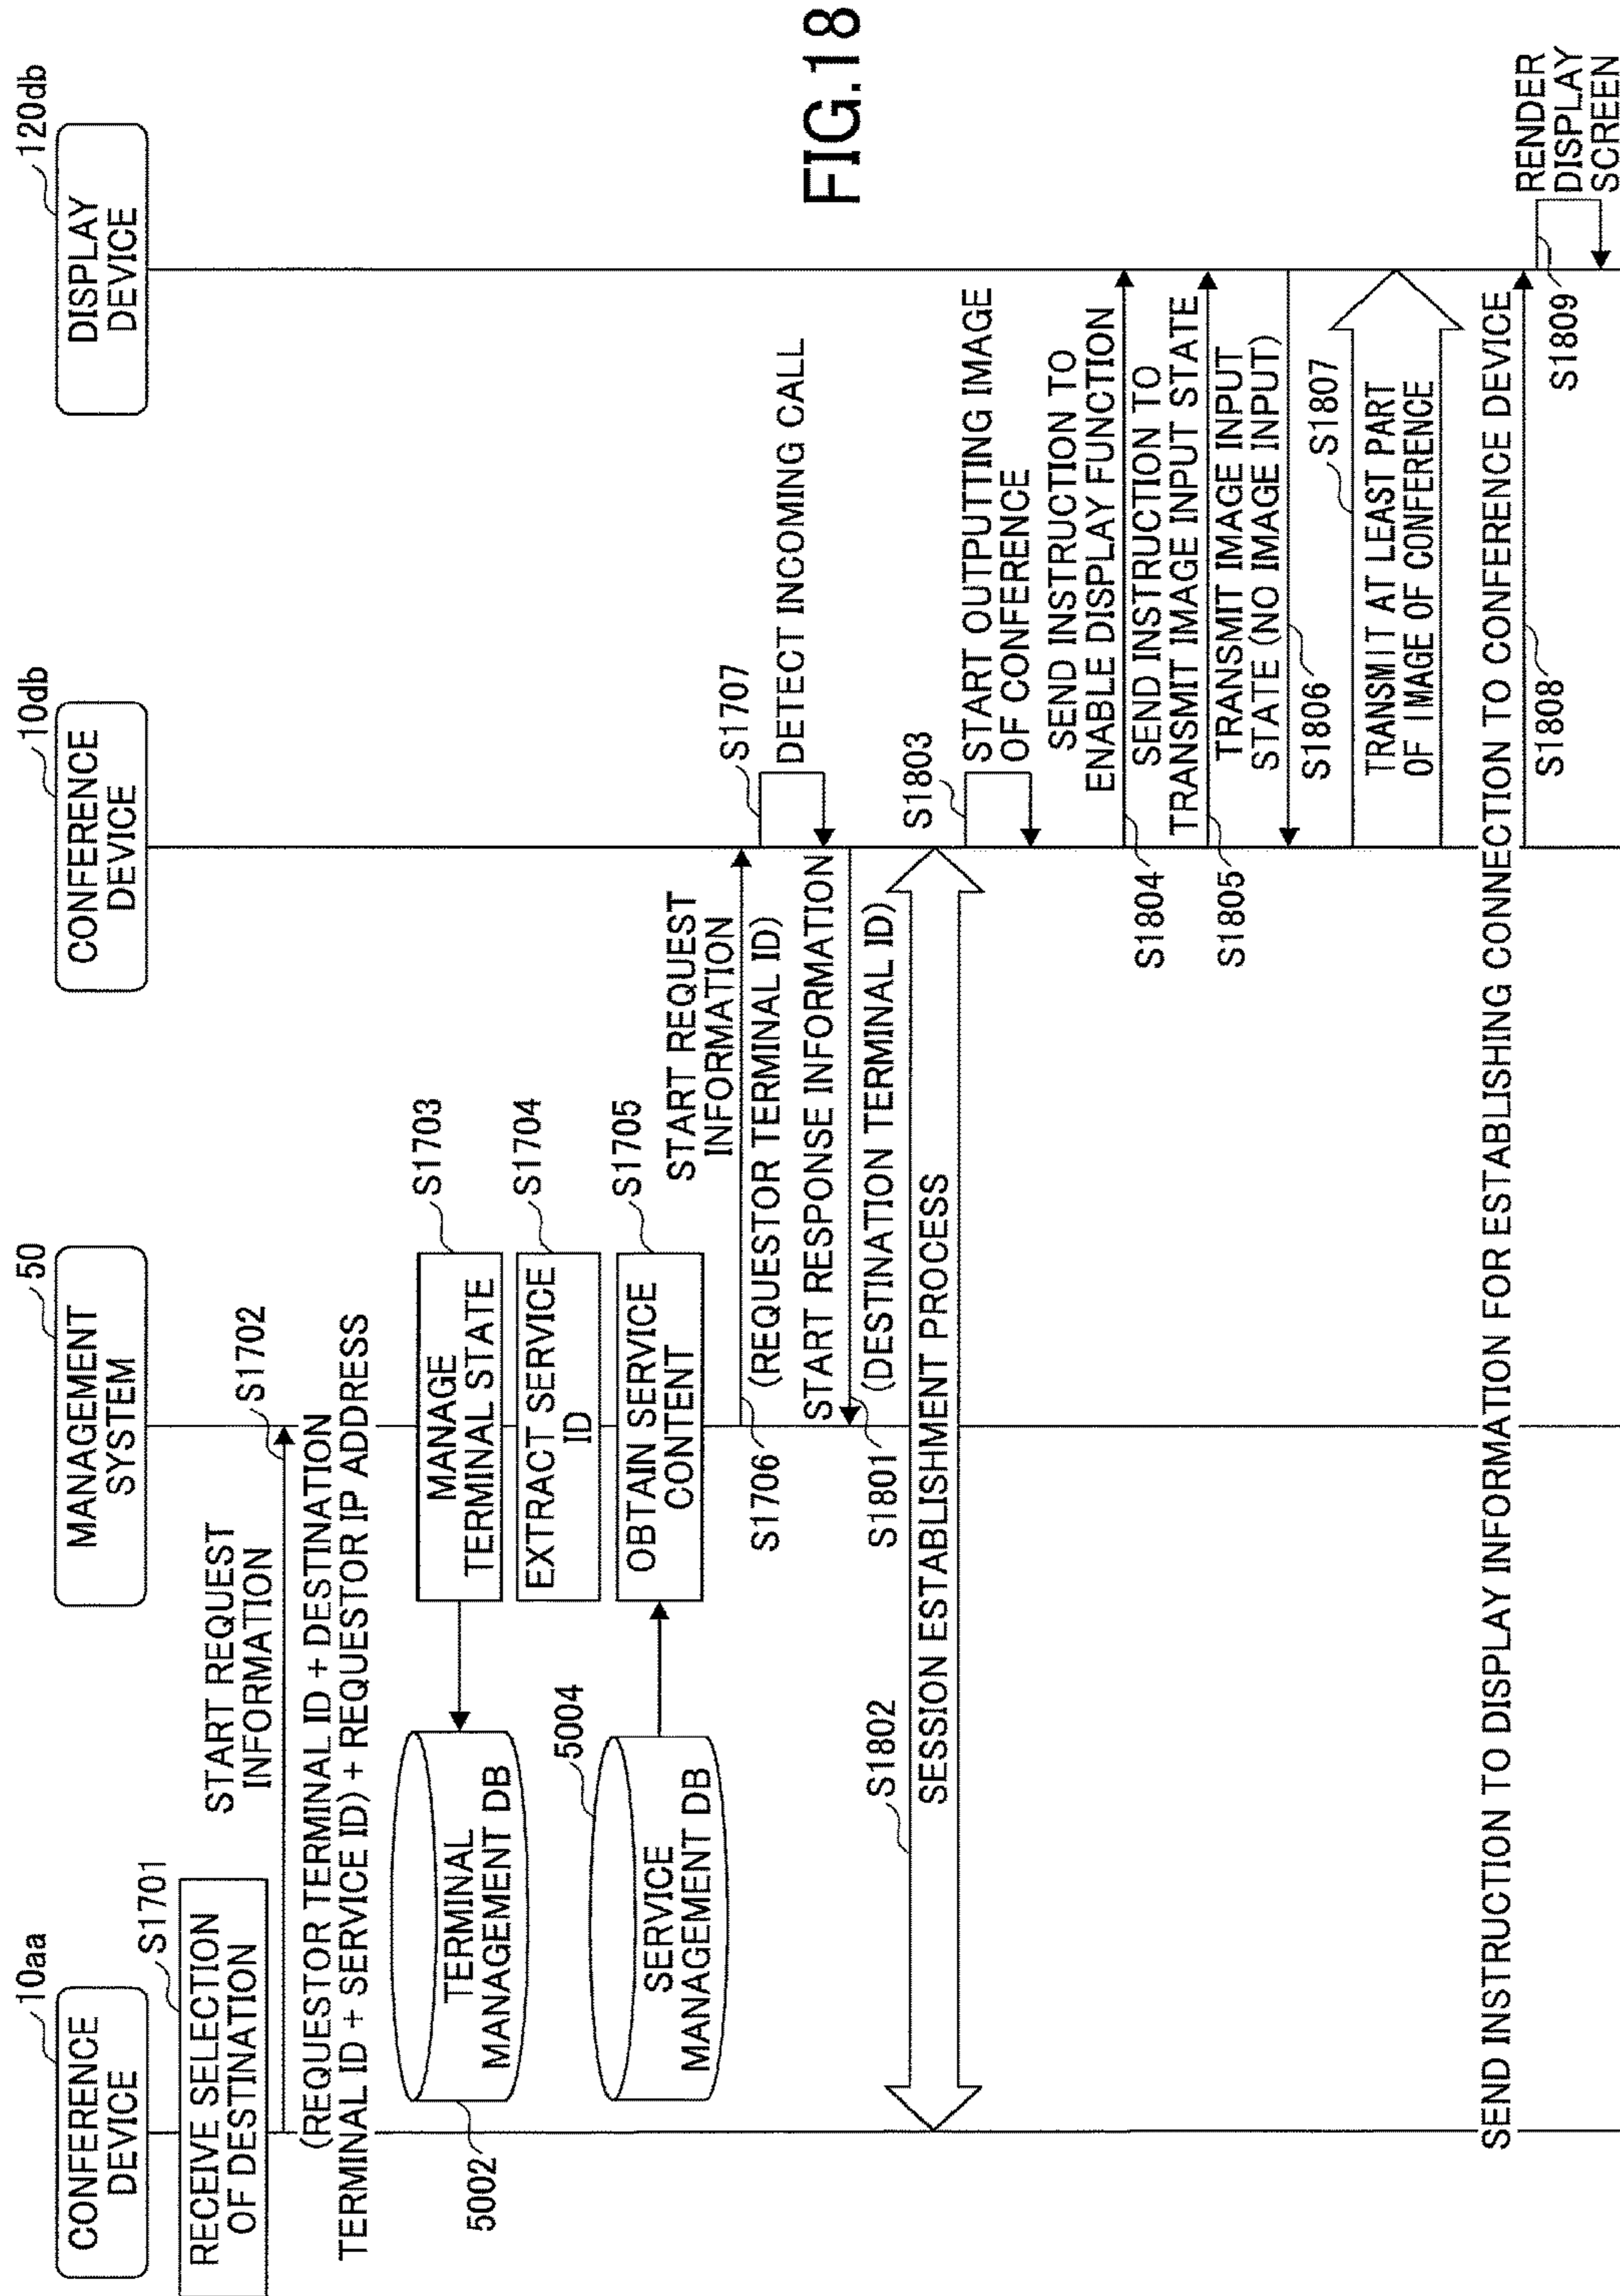 FIG.18
10aa
CONFERENCE
DEVICE
50
MANAGEMENT
SYSTEM
10db
CONFERENCE
DEVICE
120db
DISPLAY
DEVICE
S1701
RECEIVE SELECTION
OF DESTINATION
START REQUEST
INFORMATION
S1702
(REQUESTOR TERMINAL ID + DESTINATION
TERMINAL ID + SERVICE ID) + REQUESTOR IP ADDRESS
TERMINAL
MANAGEMENT DB
5002
MANAGE
TERMINAL STATE
S1703
EXTRACT SERVICE
ID
S1704
5004
SERVICE
MANAGEMENT DB
OBTAIN SERVICE
CONTENT
S1705
START REQUEST
INFORMATION
S1706
(REQUESTOR TERMINAL ID)
S1707
DETECT INCOMING CALL
START RESPONSE INFORMATION
S1801
(DESTINATION TERMINAL ID)
S1802
SESSION ESTABLISHMENT PROCESS
S1803
START OUTPUTING IMAGE
OF CONFERENCE
SEND INSTRUCTION TO
ENABLE DISPLAY FUNCTION
S1804
SEND INSTRUCTION TO
TRANSMIT IMAGE INPUT STATE
S1805
TRANSMIT IMAGE INPUT
STATE (NO IMAGE INPUT)
S1806
S1807
TRANSMIT AT LEAST PART
OF IMAGE OF CONFERENCE
SEND INSTRUCTION TO DISPLAY INFORMATION FOR ESTABLISHING CONNECTION TO CONFERENCE DEVICE
S1808
S1809
RENDER
DISPLAY
SCREEN